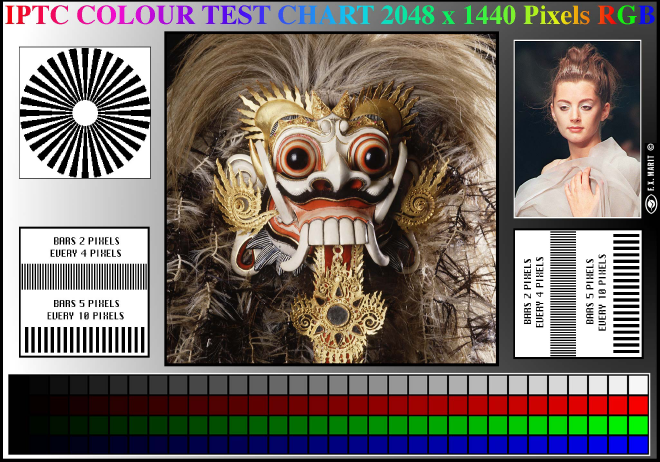 IPTC COLOUR TEST CHART 2048 x 1440 Pixels RGB
F.X. MARIT ©
BARS 2 PIXELS
EVERY 4 PIXELS
BARS 5 PIXELS
EVERY 10 PIXELS
BARS 2 PIXELS
EVERY 4 PIXELS
BARS 5 PIXELS
EVERY 10 PIXELS